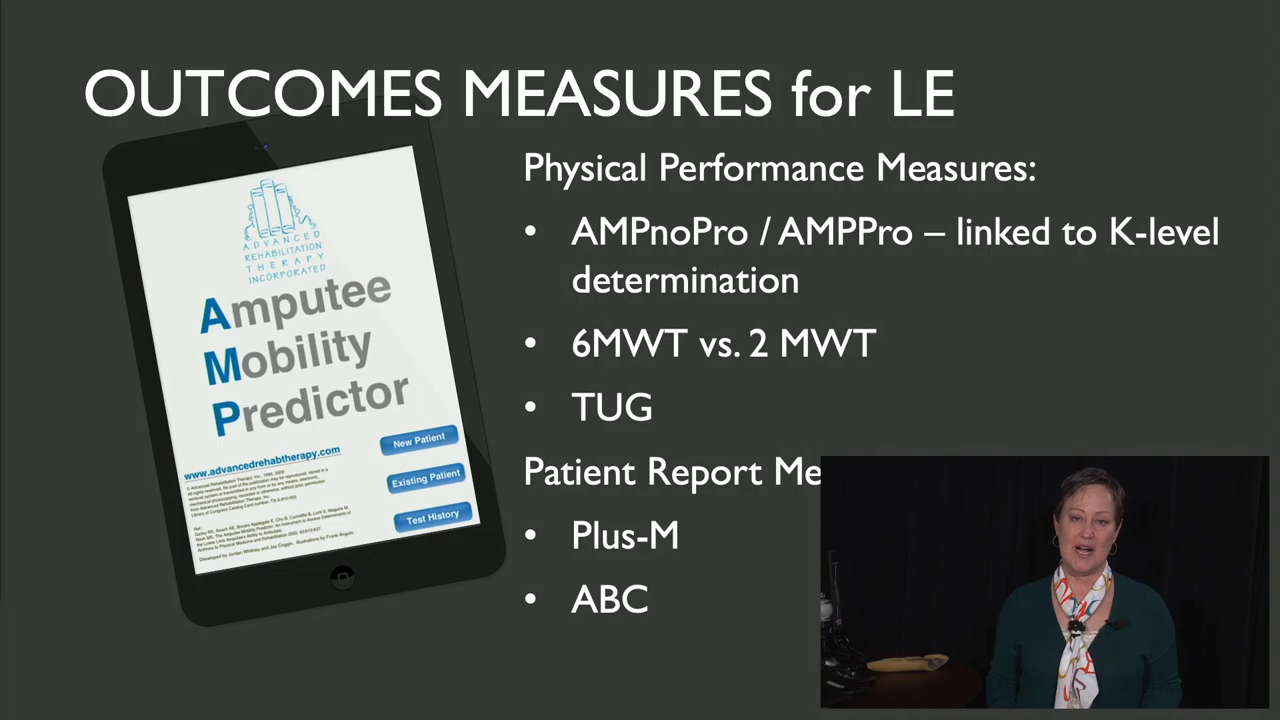 OUTCOMES MEASURES for LE
Physical Performance Measures:
• AMPnoPro / AMPPro – linked to K-level
determination
• 6MWT vs. 2 MWT
• TUG
Patient Report Me
• Plus-M
• ABC
ADVANCED
REHABILITATION
THERAPY
INCORPORATED
Amputee
Mobility
Predictor
New Patient
Existing Patient
Test History
www.advancedrehabtherapy.com